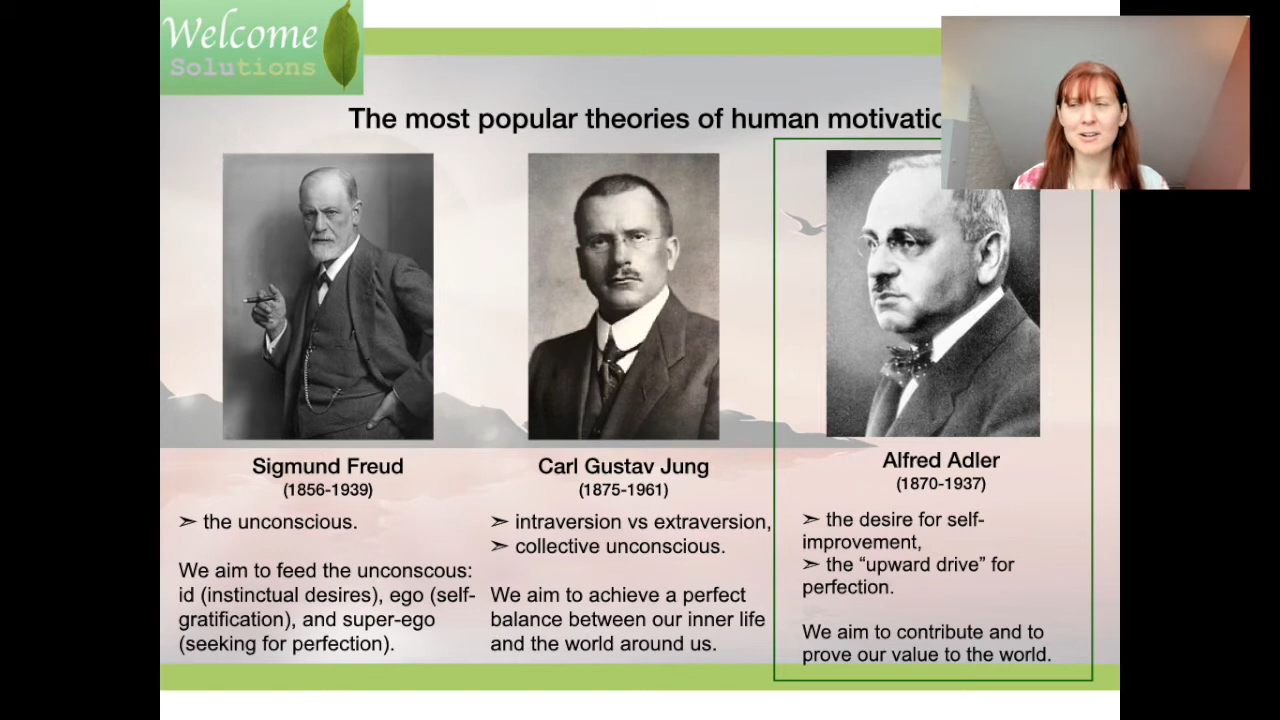 Welcome
Solutions
The most popular theories of human motivatio
Sigmund Freud
(1856-1939)
➣ the unconscious.
We aim to feed the unconscous:
id (instinctual desires), ego (self-
gratification), and super-ego
(seeking for perfection).
Carl Gustav Jung
(1875-1961)
➣ intraversion vs extraversion,
➣ collective unconscious.
We aim to achieve a perfect
balance between our inner life
and the world around us.
Alfred Adler
(1870-1937)
➣ the desire for self-
improvement,
➣ the “upward drive” for
perfection.
We aim to contribute and to
prove our value to the world.